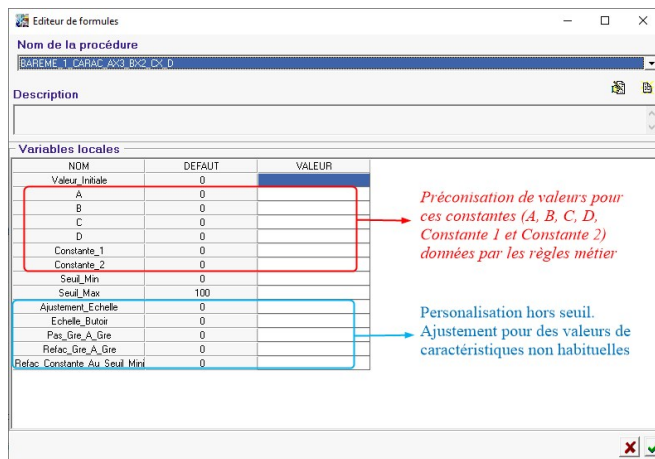 Editeur de formules
Nom de la procédure
BAREME_1_CARAC_AX3_BX2_CX_D
Description
Variables locales
NOM DEFAUT VALEUR
Valeur_Initiale 0
A 0
B 0
C 0
D 0
Constante_1 0
Constante_2 0
Seuil_Min 0
Seuil_Max 100
Ajustement_Echelle 0
Echelle_Butoir 0
Pas_Gre_A_Gre 0
Refac_Gre_A_Gre 0
Refac_Constante_Au_Seuil_Mini 0
Préconisation de valeurs pour
ces constantes (A, B, C, D,
Constante 1 et Constante 2)
données par les règles métier
Personalisation hors seuil.
Ajustement pour des valeurs de
caractéristiques non habituelles